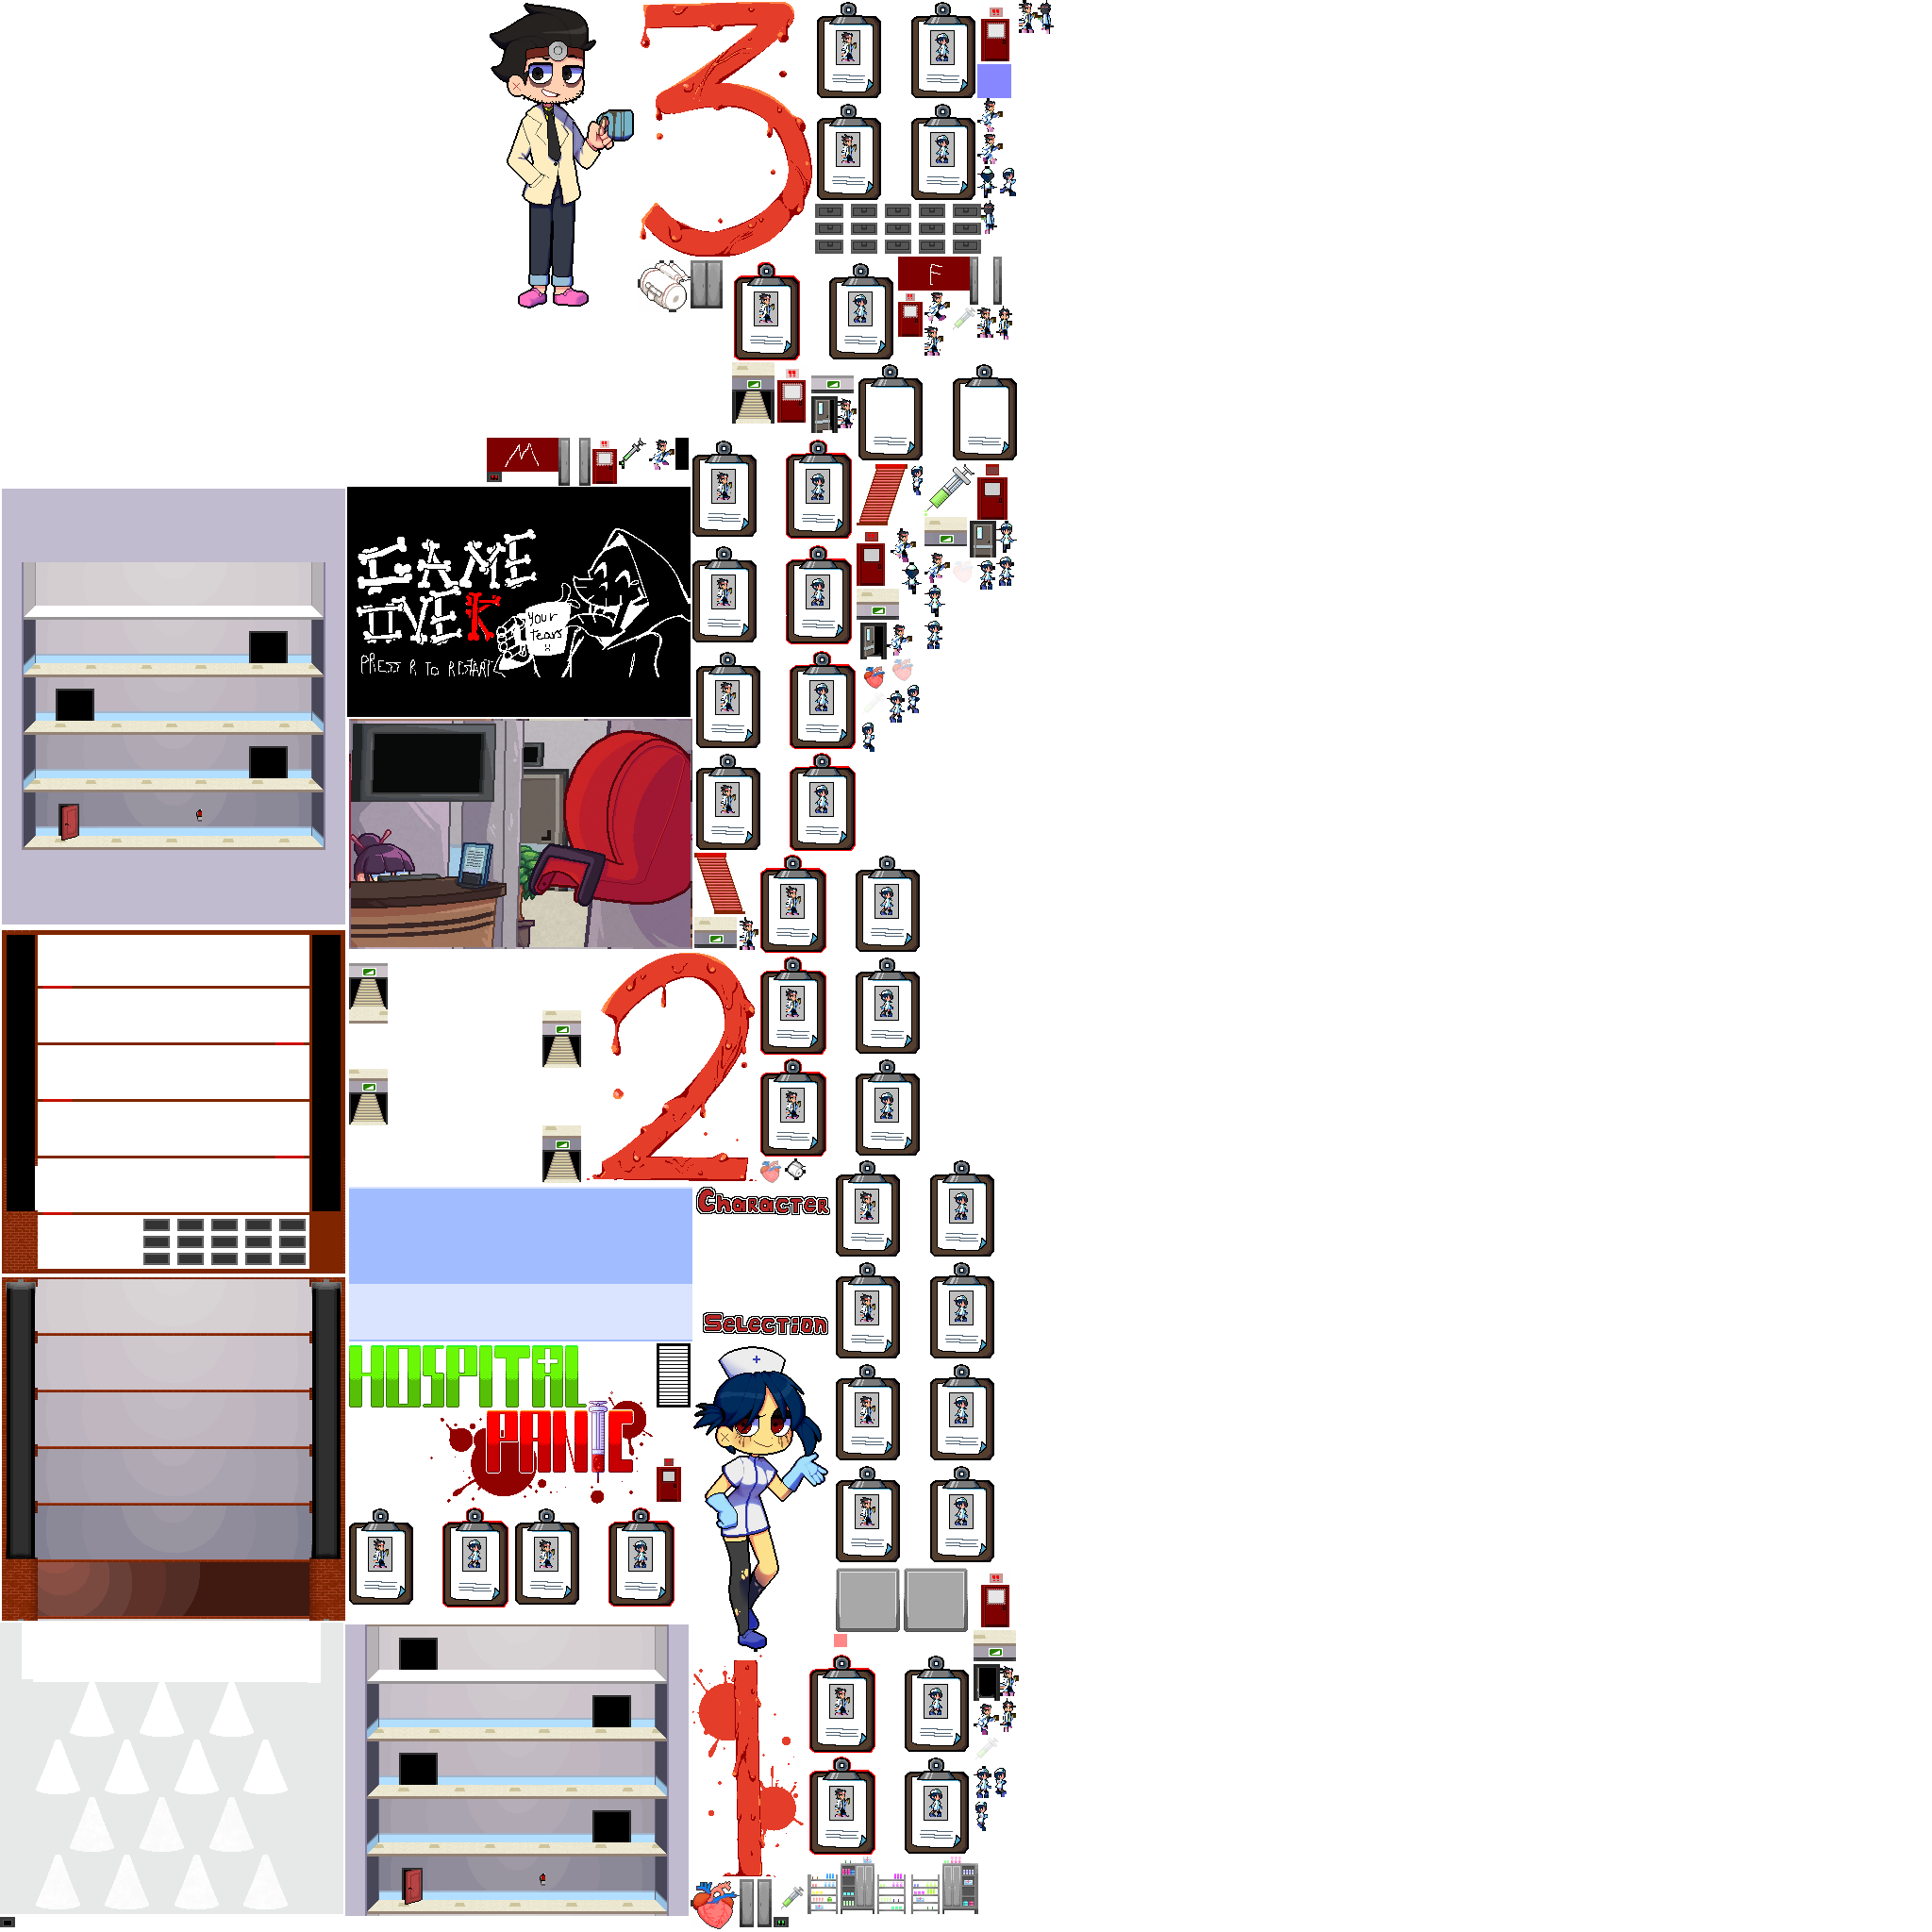 3
F
M
GAME
OVER
your
tears
PRESS R TO RESTART
2
Character
Selection
HOSPITAL
PANIC
1